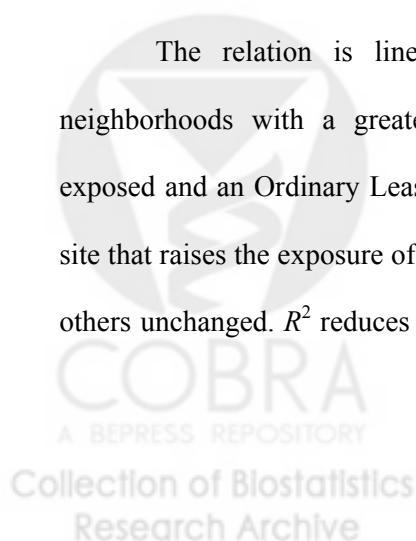 The relation is line
neighborhoods with a greate
exposed and an Ordinary Leas
site that raises the exposure of
others unchanged. R² reduces
COBRA
A BEPRESS REPOSITORY
Collection of Biostatistics
Research Archive